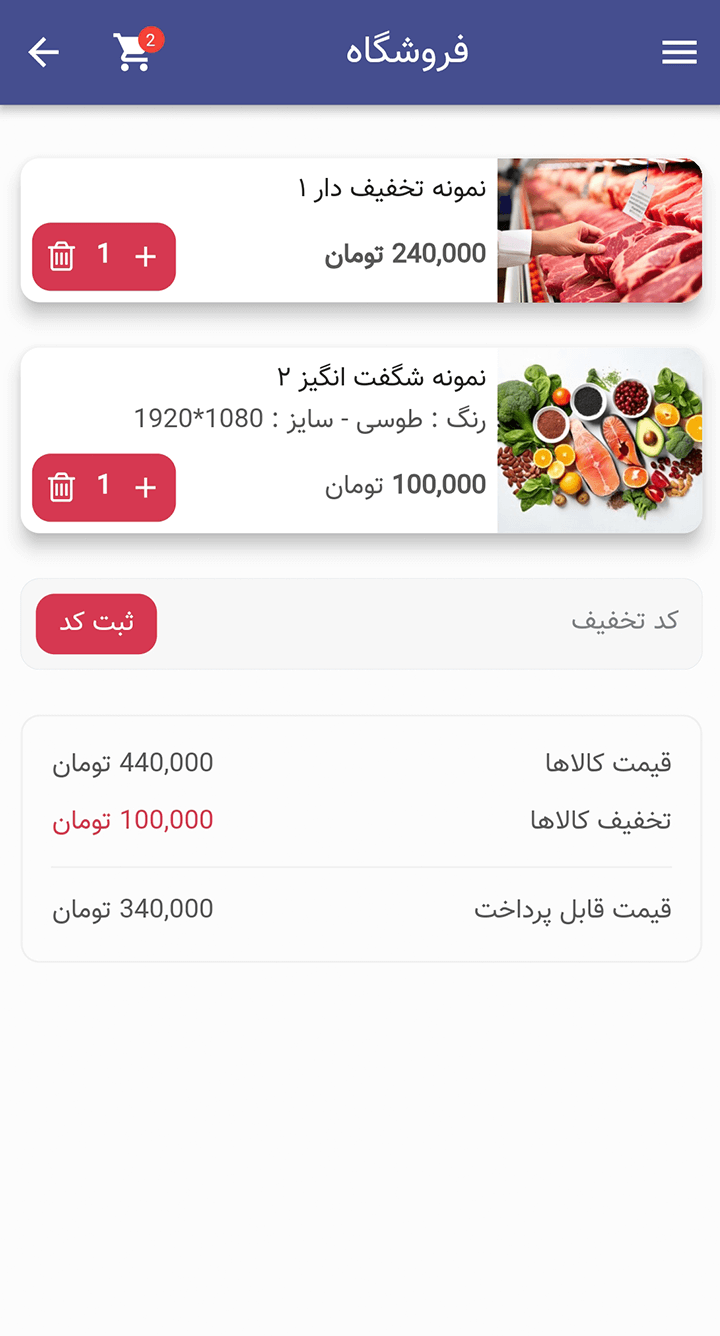 فروشگاه
2
نمونه تخفیف دار ۱
240,000 تومان
1 +
نمونه شگفت انگیز ۲
رنگ : طوسی - سایز : 1080*1920
100,000 تومان
1 +
کد تخفیف
ثبت کد
قیمت کالاها 440,000 تومان
تخفیف کالاها 100,000 تومان
قیمت قابل پرداخت 340,000 تومان